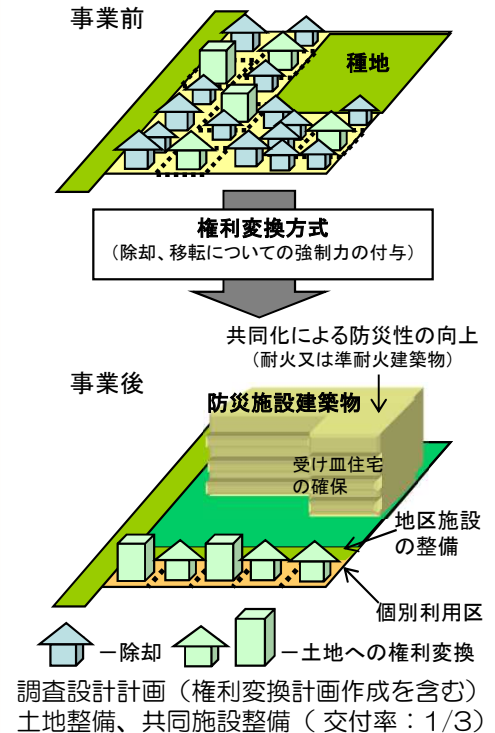 事業前
種地
権利変換方式
（除却、移転についての強制力の付与）
共同化による防災性の向上
（耐火又は準耐火建築物）
事業後
防災施設建築物
受け皿住宅
の確保
地区施設
の整備
個別利用区
－除却
－土地への権利変換
調査設計計画（権利変換計画作成を含む）
土地整備、共同施設整備（交付率：1/3）